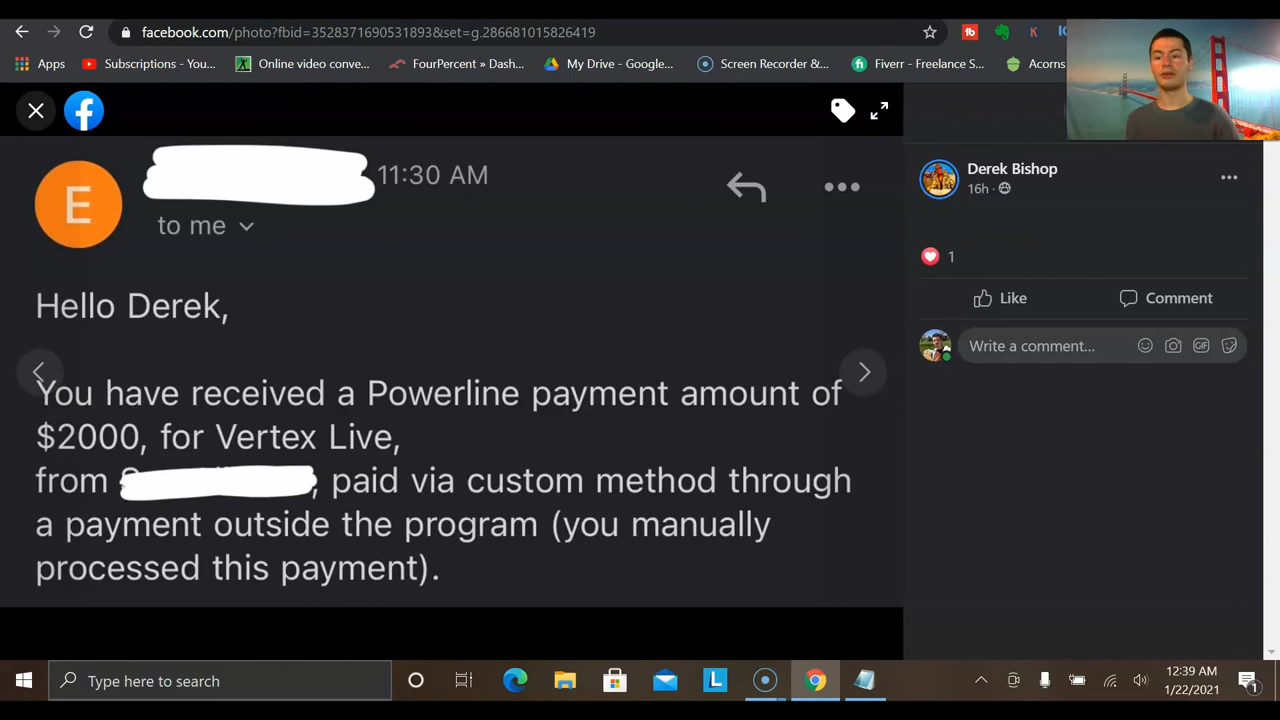 facebook.com/photo?fbid=3528371690531893&set=g.286681015826419
Apps
Subscriptions - You...
Online video conve...
FourPercent » Dash...
My Drive - Google...
Screen Recorder &...
Fiverr - Freelance S...
Acorns
11:30 AM
to me
E
Hello Derek,
You have received a Powerline payment amount of
$2000, for Vertex Live,
from , paid via custom method through
a payment outside the program (you manually
processed this payment).
Derek Bishop
16h ·
1
Like
Comment
Write a comment...
GIF
Type here to search
L
12:39 AM
1/22/2021
1